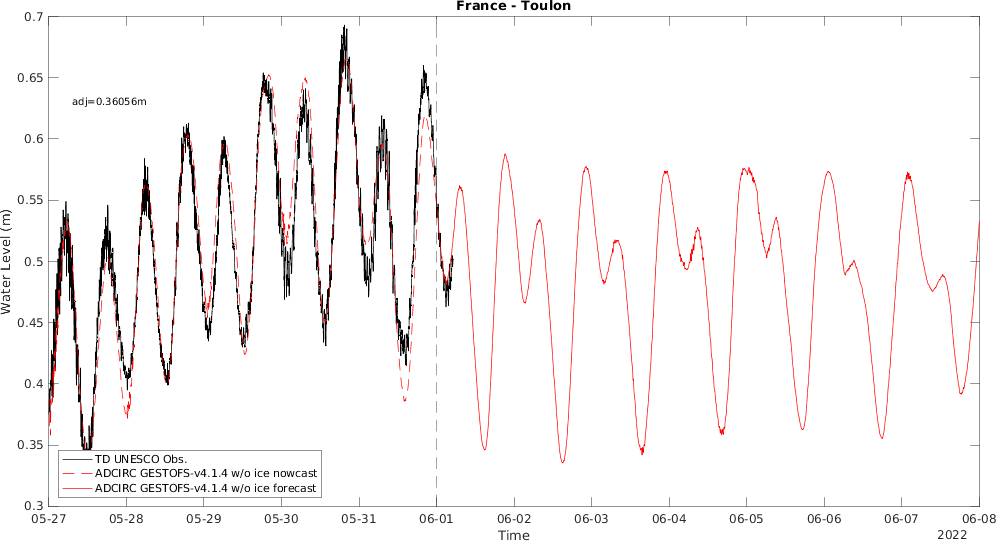 France - Toulon
0.7
0.65
0.6
0.55
0.5
0.45
0.4
0.35
0.3
Water Level (m)
adj=0.36056m
TD UNESCO Obs.
ADCIRC GESTOFS-v4.1.4 w/o ice nowcast
ADCIRC GESTOFS-v4.1.4 w/o ice forecast
05-27 05-28 05-29 05-30 05-31 06-01 06-02 06-03 06-04 06-05 06-06 06-07 06-08
Time
2022